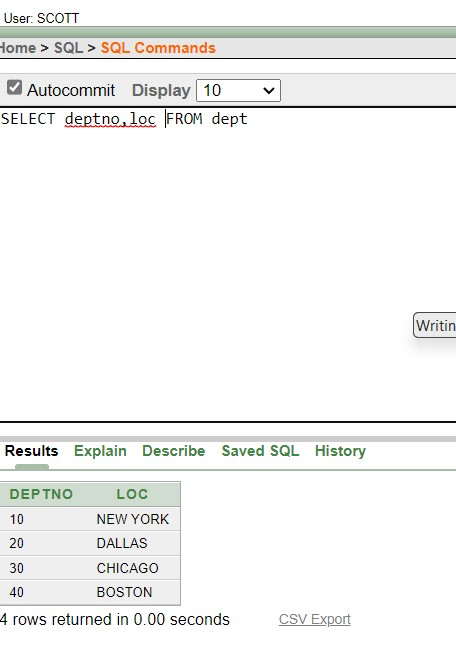 User: SCOTT
Home > SQL > SQL Commands
Autocommit Display 10
SELECT deptno,loc FROM dept
Writin
Results Explain Describe Saved SQL History
DEPTNO LOC
10 NEW YORK
20 DALLAS
30 CHICAGO
40 BOSTON
4 rows returned in 0.00 seconds CSV Export